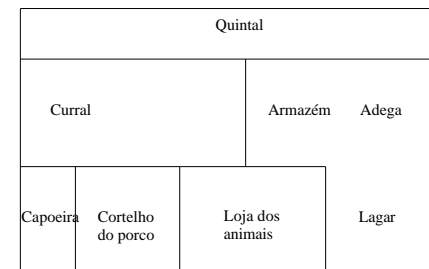 Quintal
Curral
Armazém
Adega
Capoeira
Cortelho
do porco
Loja dos
animais
Lagar